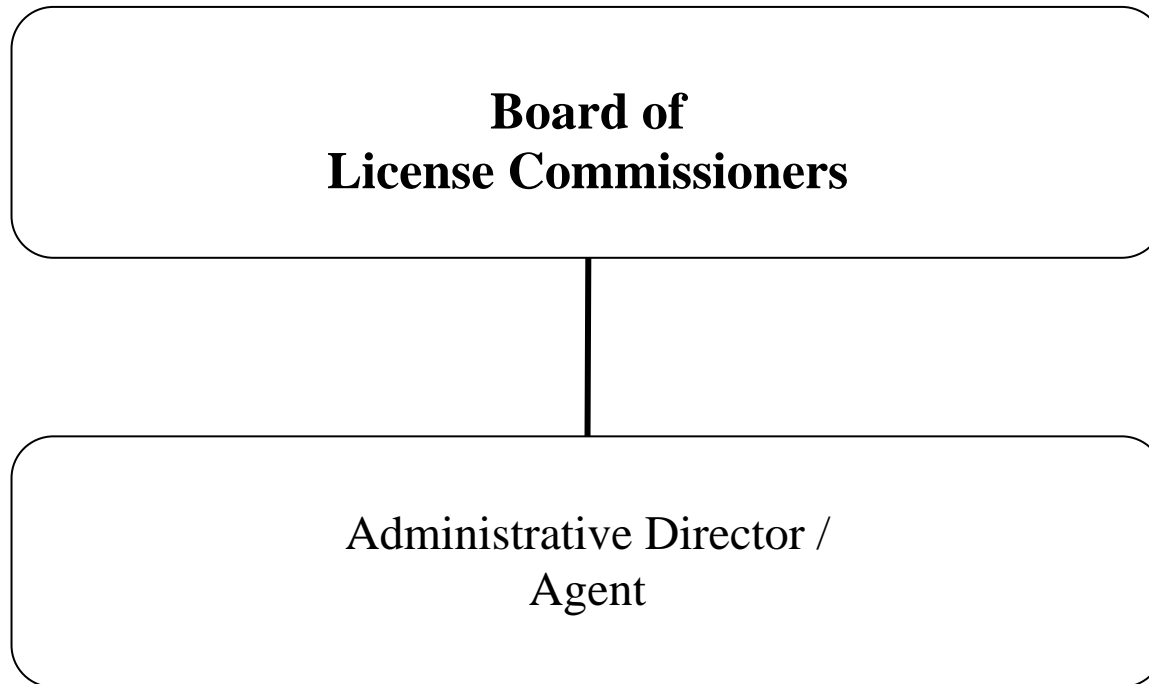 Board of
License Commissioners
Administrative Director /
Agent